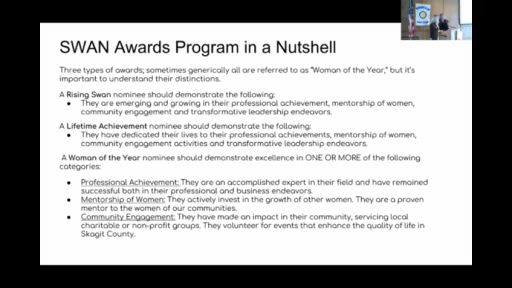 SWAN Awards Program in a Nutshell
Three types of awards; sometimes generically all are referred to as "Woman of the Year," but it's
important to understand their distinctions.
A Rising Swan nominee should demonstrate the following:
● They are emerging and growing in their professional achievement, mentorship of women,
community engagement and transformative leadership endeavors.
A Lifetime Achievement nominee should demonstrate the following:
● They have dedicated their lives to their professional achievements, mentorship of women,
community engagement activities and transformative leadership endeavors.
A Woman of the Year nominee should demonstrate excellence in ONE OR MORE of the following
categories:
● Professional Achievement: They are an accomplished expert in their field and have remained
successful both in their professional and business endeavors.
● Mentorship of Women: They actively invest in the growth of other women. They are a proven
mentor to the women of our communities.
● Community Engagement: They have made an impact in their community, servicing local
charitable or non-profit groups. They volunteer for events that enhance the quality of life in
Skagit County.